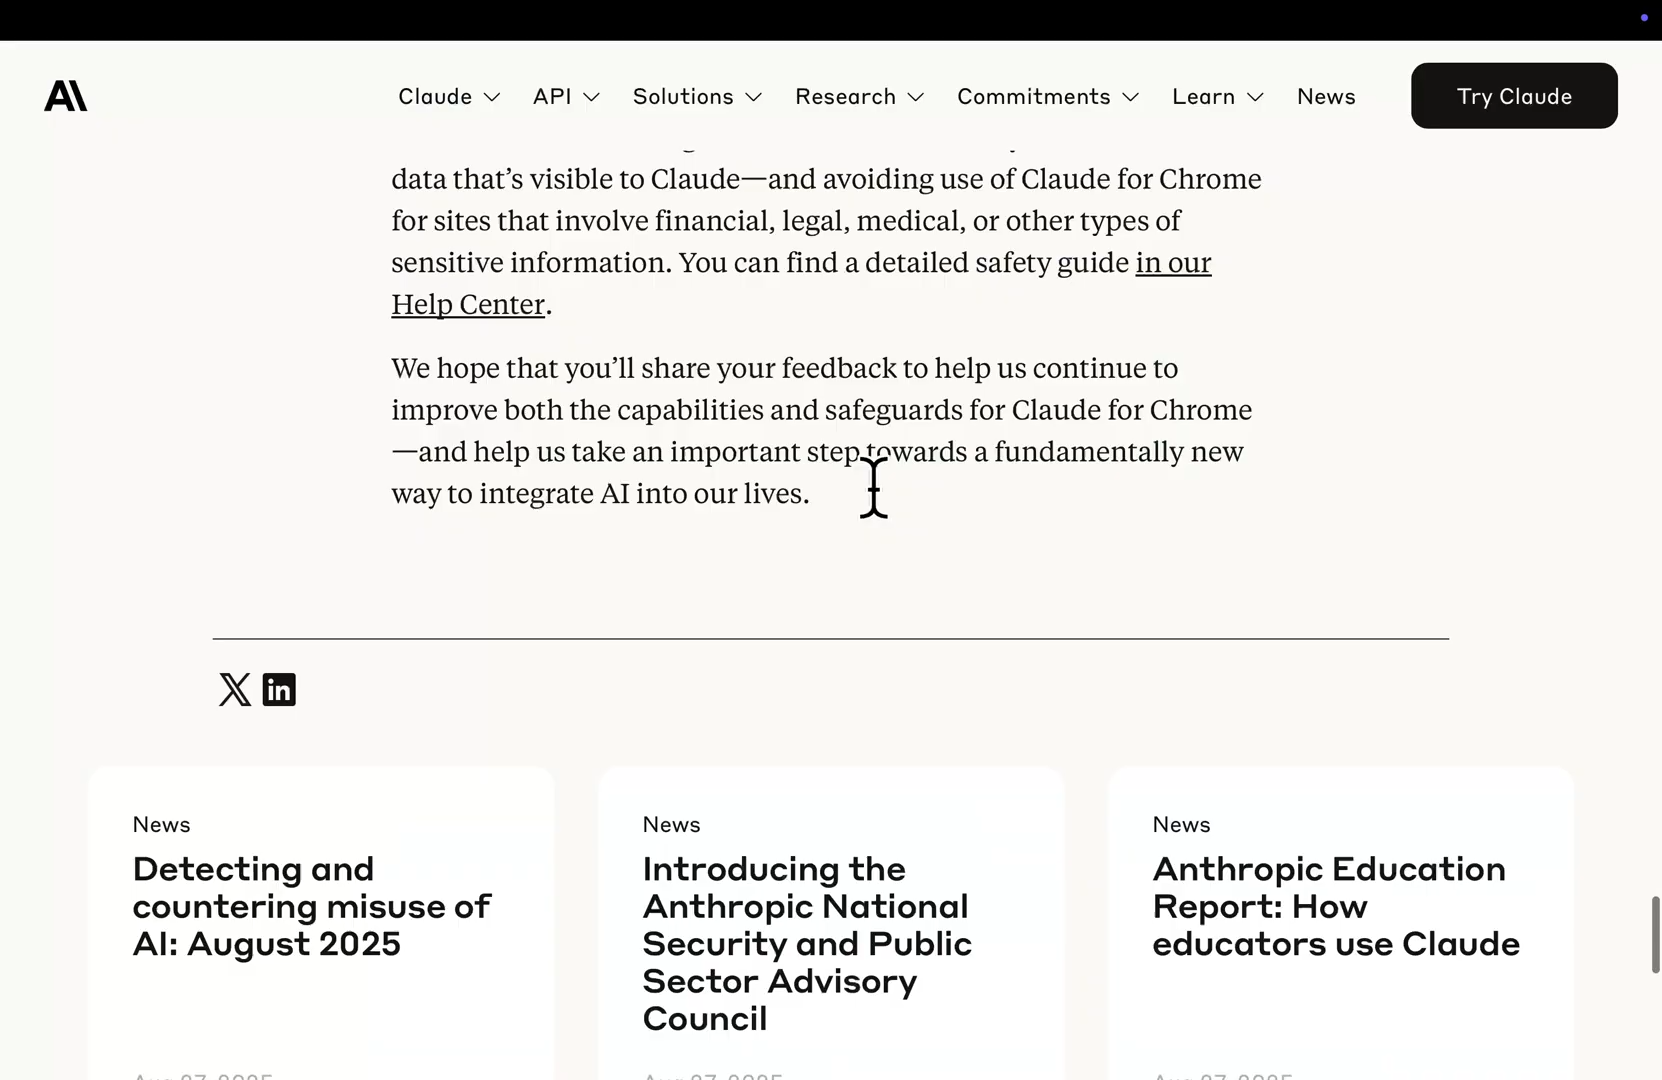 Claude API Solutions Research Commitments Learn News Try Claude
data that’s visible to Claude—and avoiding use of Claude for Chrome
for sites that involve financial, legal, medical, or other types of
sensitive information. You can find a detailed safety guide in our
Help Center.
We hope that you’ll share your feedback to help us continue to
improve both the capabilities and safeguards for Claude for Chrome
—and help us take an important step towards a fundamentally new
way to integrate AI into our lives.
News
Detecting and
countering misuse of
AI: August 2025
News
Introducing the
Anthropic National
Security and Public
Sector Advisory
Council
News
Anthropic Education
Report: How
educators use Claude